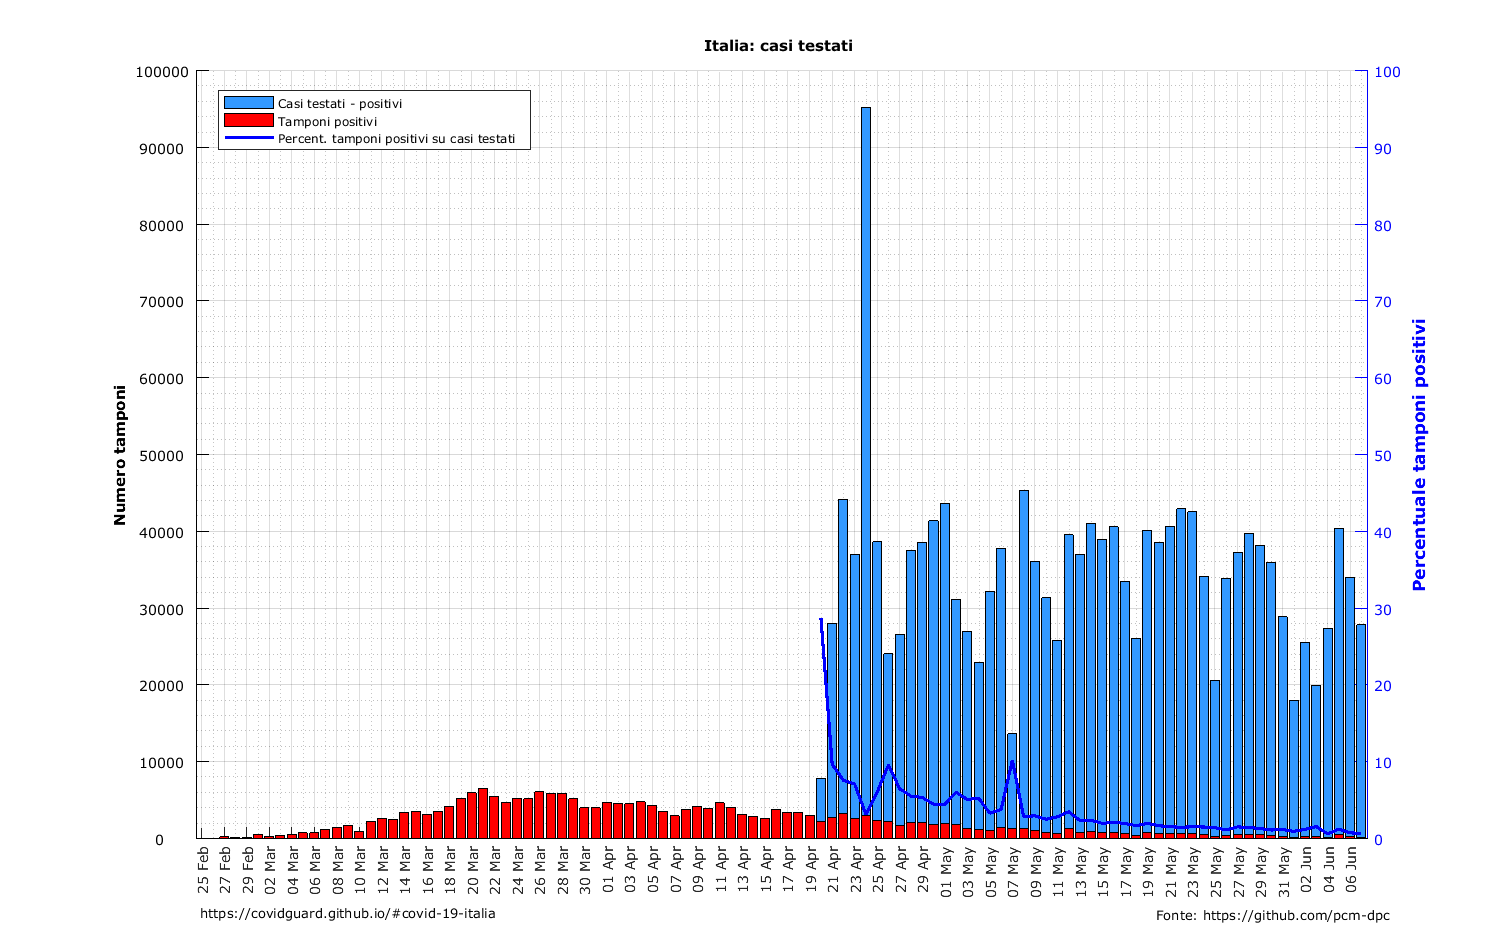 Italia: casi testati
Casi testati - positivi
Tamponi positivi
Percent. tamponi positivi su casi testati
Numero tamponi
100000
90000
80000
70000
60000
50000
40000
30000
20000
10000
0
Percentuale tamponi positivi
100
90
80
70
60
50
40
30
20
10
0
25 Feb
27 Feb
29 Feb
02 Mar
04 Mar
06 Mar
08 Mar
10 Mar
12 Mar
14 Mar
16 Mar
18 Mar
20 Mar
22 Mar
24 Mar
26 Mar
28 Mar
30 Mar
01 Apr
03 Apr
05 Apr
07 Apr
09 Apr
11 Apr
13 Apr
15 Apr
17 Apr
19 Apr
21 Apr
23 Apr
25 Apr
27 Apr
29 Apr
01 May
03 May
05 May
07 May
09 May
11 May
13 May
15 May
17 May
19 May
21 May
23 May
25 May
27 May
29 May
31 May
02 Jun
04 Jun
06 Jun
https://covidguard.github.io/#covid-19-italia
Fonte: https://github.com/pcm-dpc